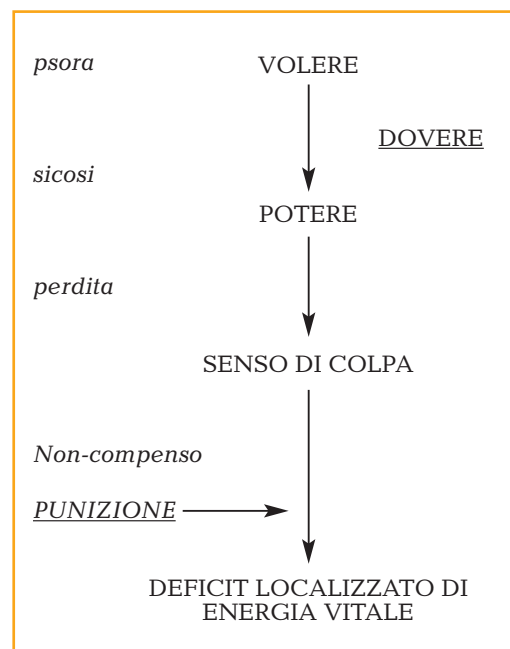 psora
VOLERE
DOVERE
sicosi
POTERE
perdita
SENSO DI COLPA
Non-compenso
PUNIZIONE
DEFICIT LOCALIZZATO DI
ENERGIA VITALE